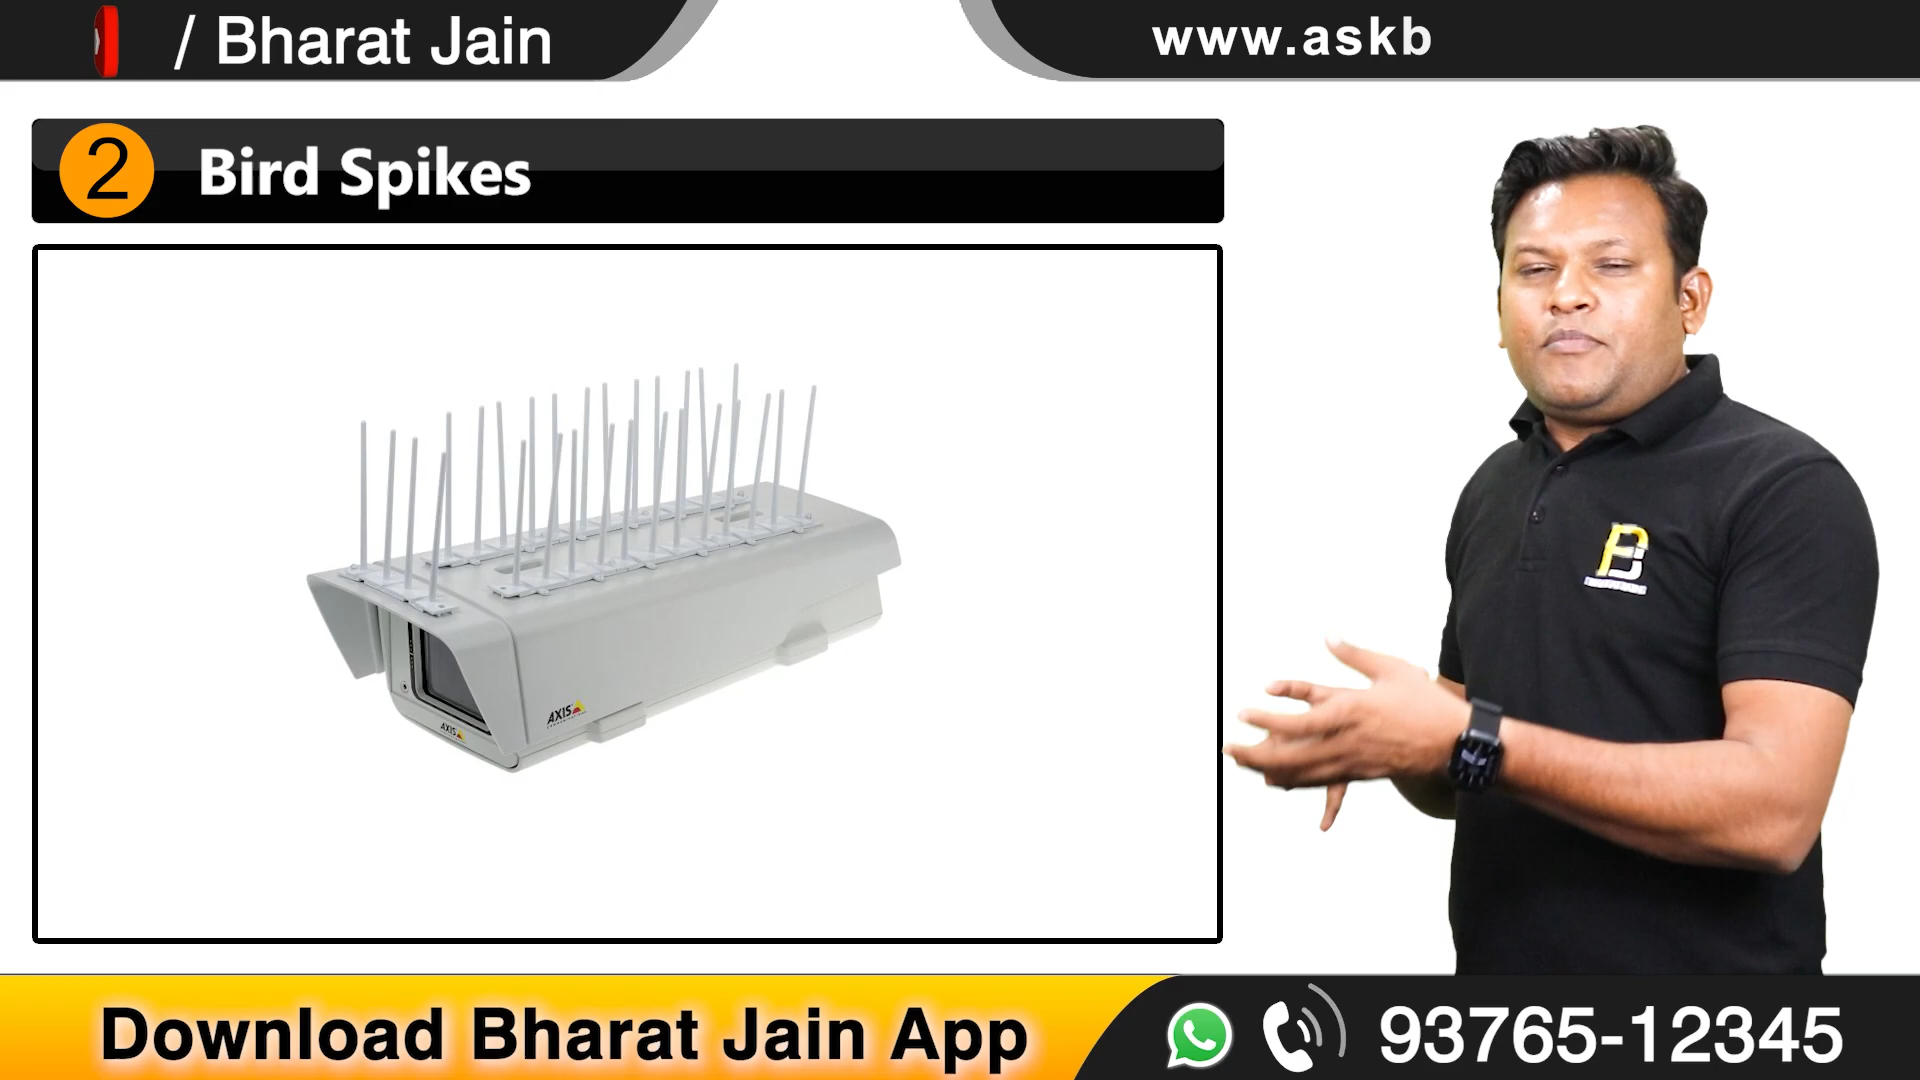 / Bharat Jain
www.askb
2 Bird Spikes
AXIS
AXIS
Download Bharat Jain App
93765-12345